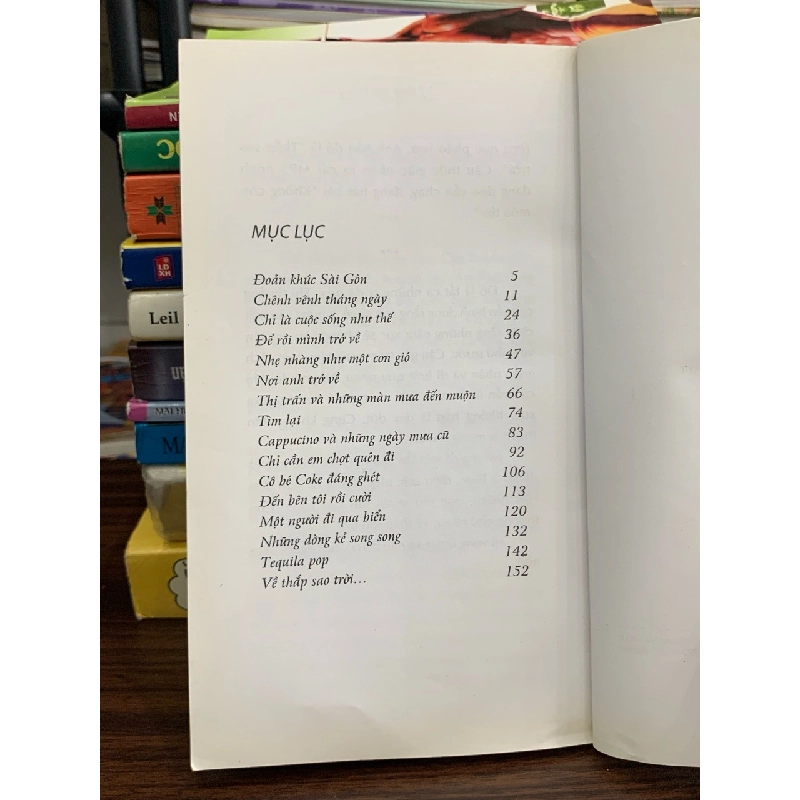 MỤC LỤC
Đoản khúc Sài Gòn 5
Chênh vênh tháng ngày 11
Chỉ là cuộc sống như thế 24
Để rồi mình trở về 36
Nhẹ nhàng như một cơn gió 47
Nơi anh trở về 57
Thị trấn và những màn mưa đến muộn 66
Tìm lại 74
Cappucino và những ngày mưa cũ 83
Chỉ cần em chợt quên đi 92
Cô bé Coke đáng ghét 106
Đến bên tôi rồi cười 113
Một người đi qua biển 120
Những dòng kẻ song song 132
Tequila pop 142
Về thắp sao trời... 152
Leil